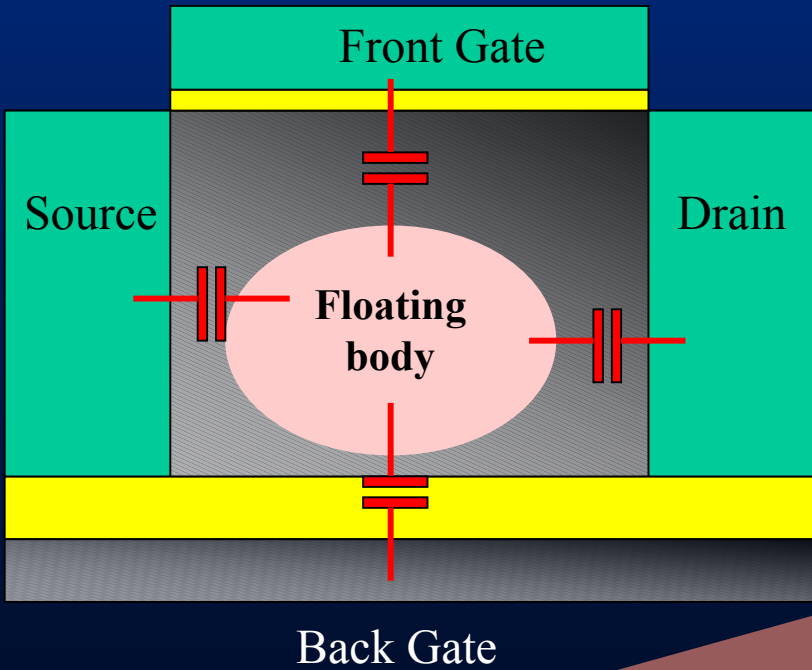 Front Gate
Source
Drain
Floating
body
Back Gate